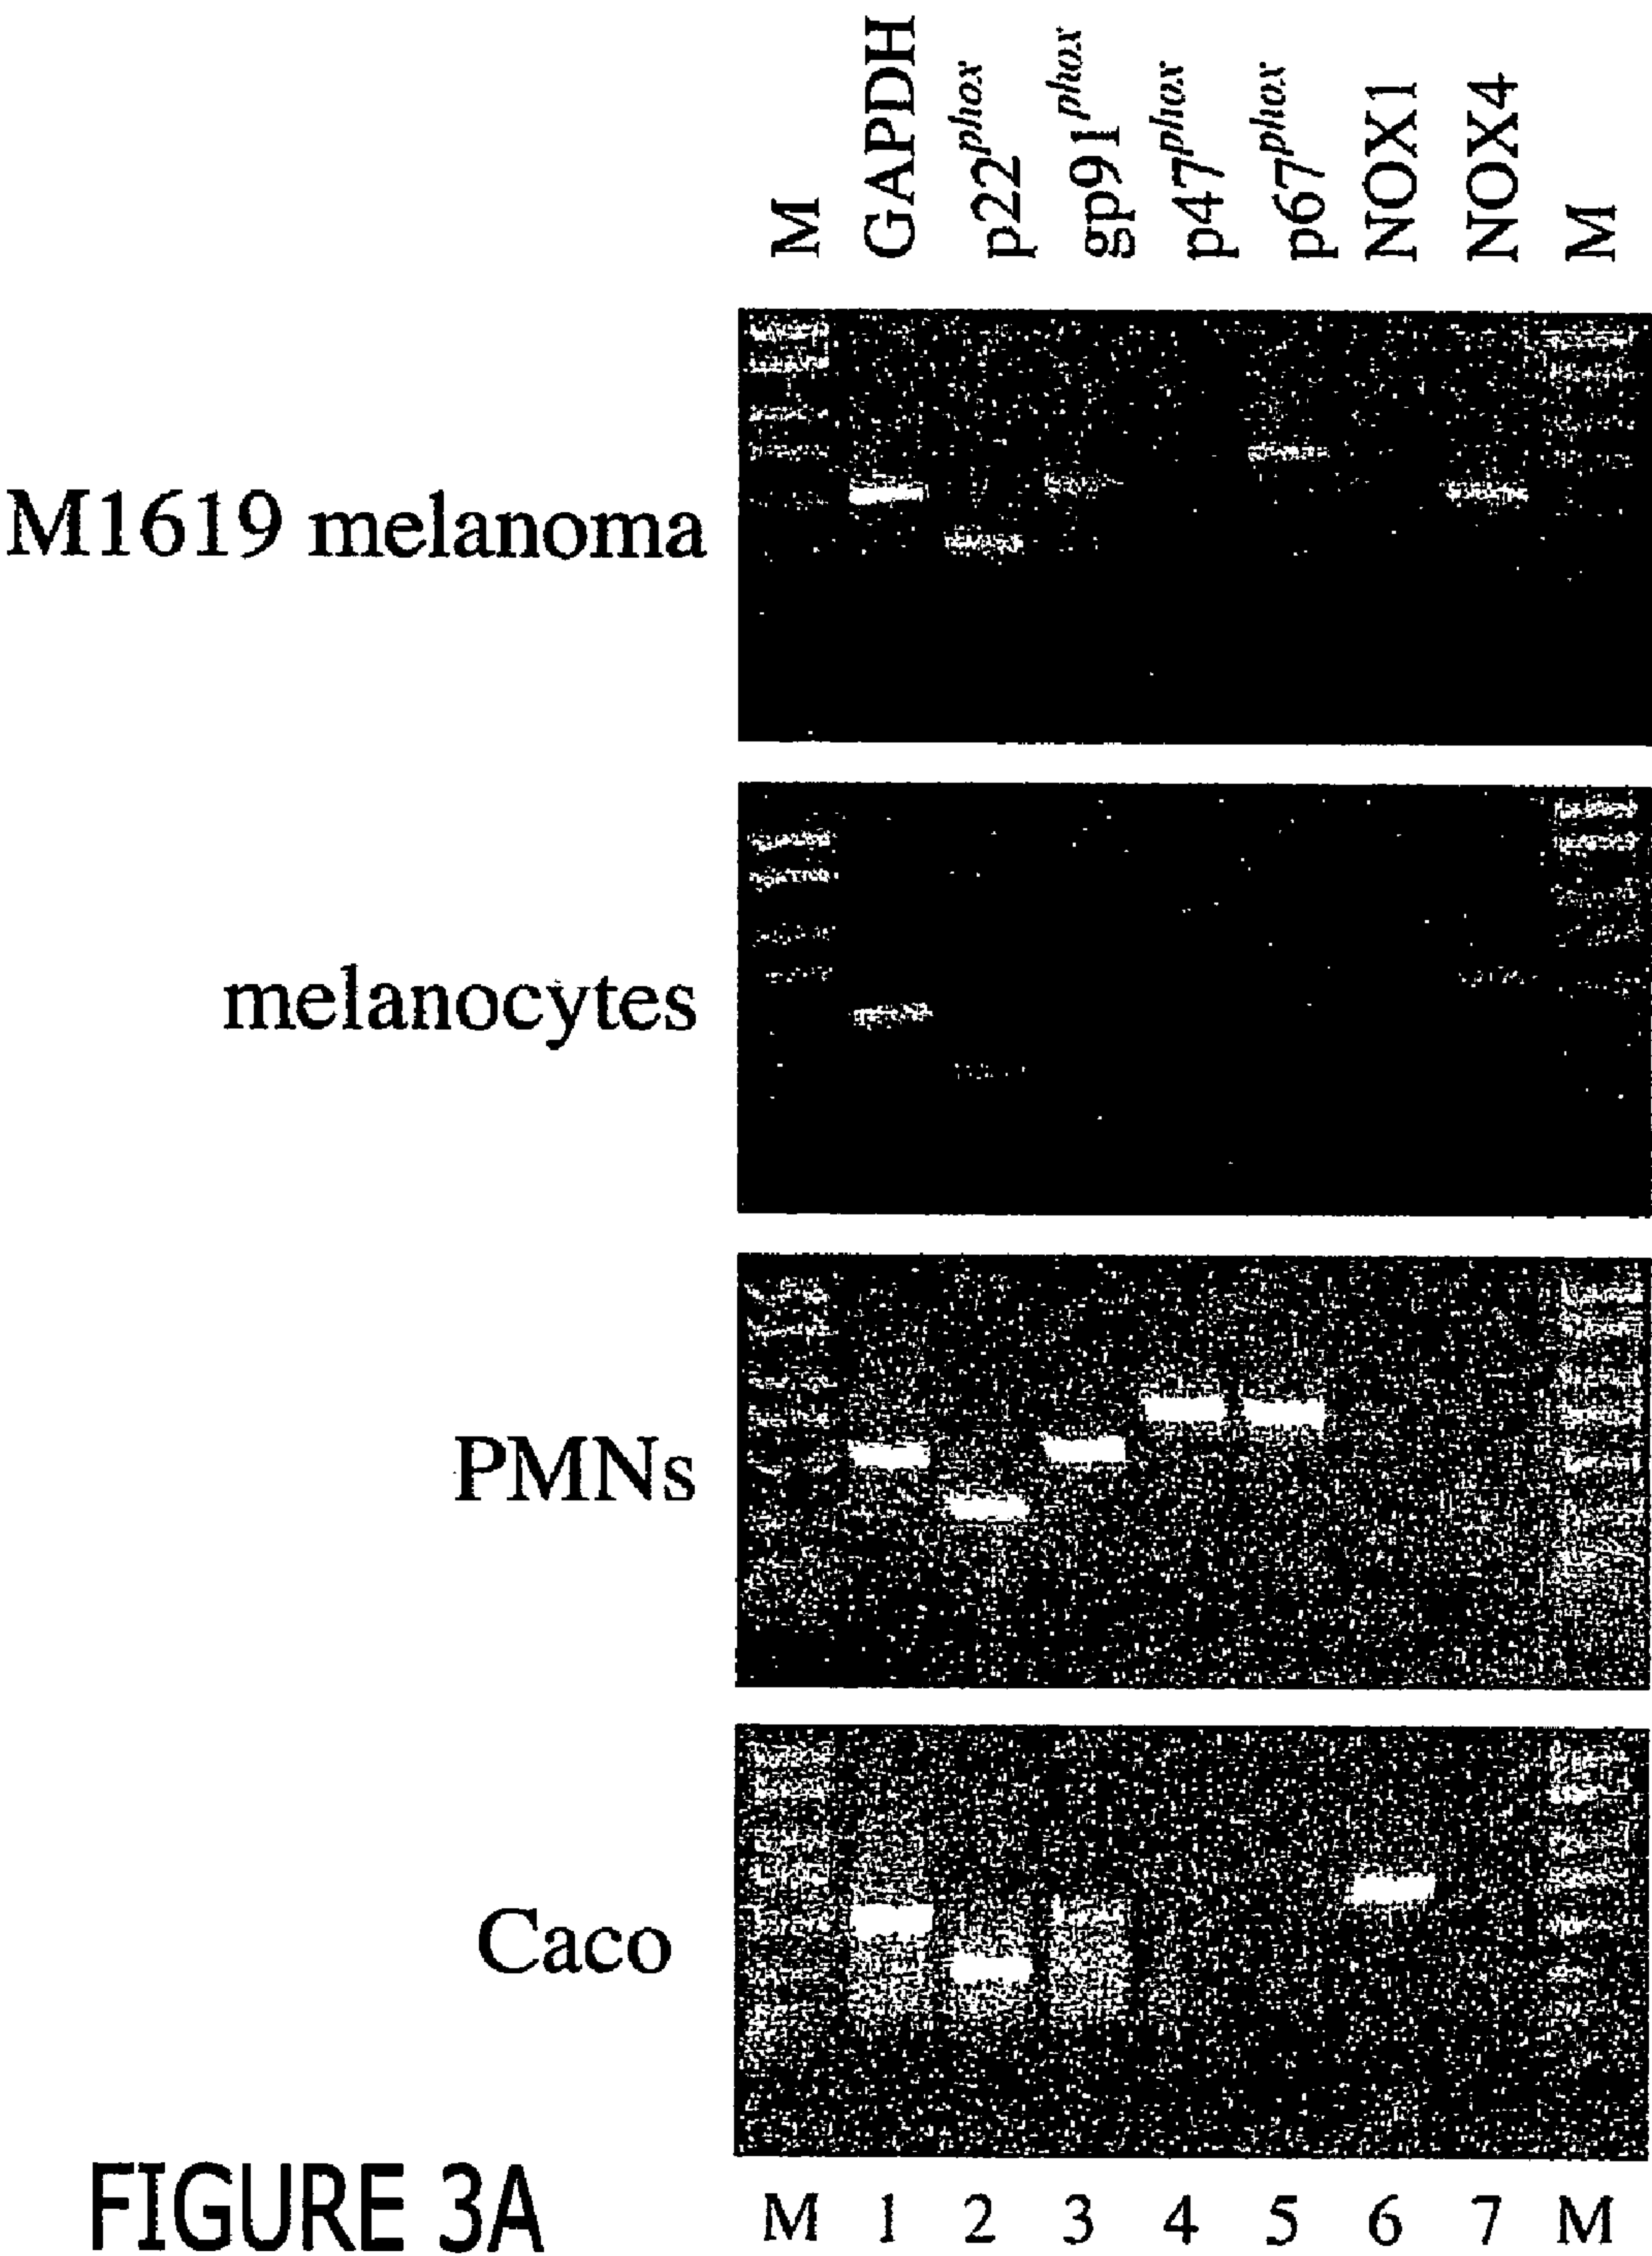 M GAPDH p22phox gp91phox p47phox p67phox NOX1 NOX4 M
M1619 melanoma
melanocytes
PMNs
Caco
M 1 2 3 4 5 6 7 M
FIGURE 3A